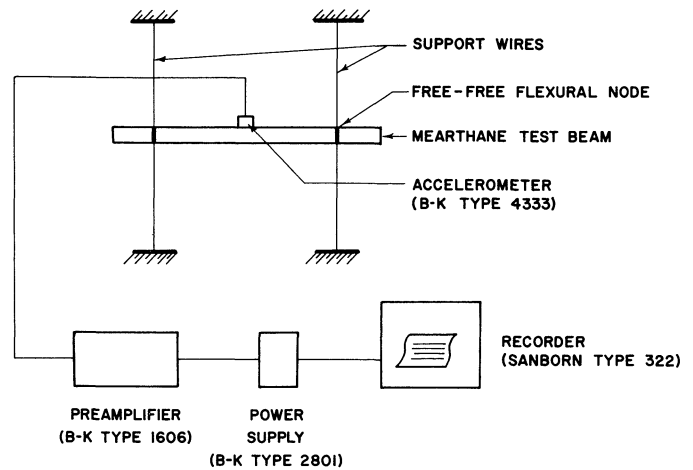 SUPPORT WIRES
FREE-FREE FLEXURAL NODE
MEARTHANE TEST BEAM
ACCELEROMETER
(B-K TYPE 4333)
RECORDER
(SANBORN TYPE 322)
PREAMPLIFIER
(B-K TYPE 1606)
POWER
SUPPLY
(B-K TYPE 2801)